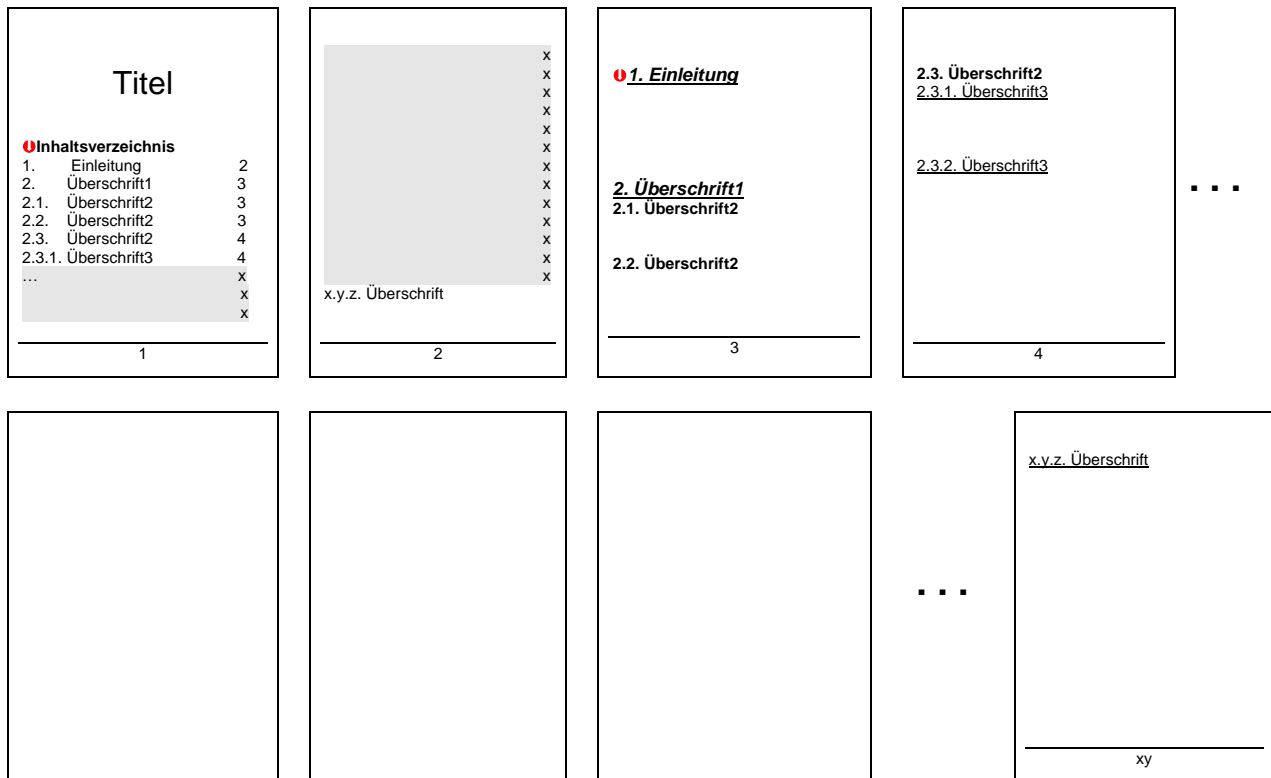 Titel
Inhaltsverzeichnis
1. Einleitung 2
2. Überschrift1 3
2.1. Überschrift2 3
2.2. Überschrift2 3
2.3. Überschrift2 4
2.3.1. Überschrift3 4
… x
x
x
1
x
x
x
x
x
x
x
x
x
x
x
x
x
x.y.z. Überschrift
2
1. Einleitung
2. Überschrift1
2.1. Überschrift2
2.2. Überschrift2
3
2.3. Überschrift2
2.3.1. Überschrift3
2.3.2. Überschrift3
4
. . .
. . .
x.y.z. Überschrift
xy